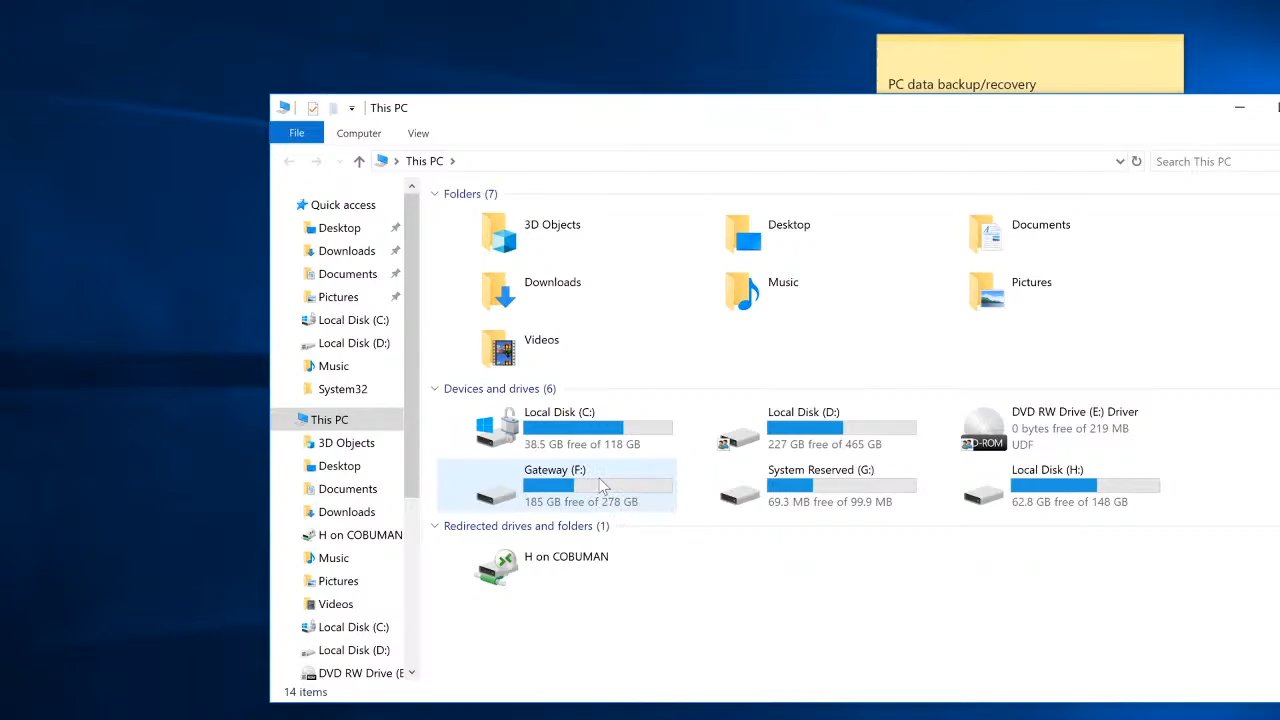 PC data backup/recovery
This PC
File
Computer
View
This PC
Search This PC
Quick access
Desktop
Downloads
Documents
Pictures
Local Disk (C:)
Local Disk (D:)
Music
System32
This PC
3D Objects
Desktop
Documents
Downloads
H on COBUMAN
Music
Pictures
Videos
Local Disk (C:)
Local Disk (D:)
DVD RW Drive (E
Folders (7)
3D Objects
Desktop
Documents
Downloads
Music
Pictures
Videos
Devices and drives (6)
Local Disk (C:)
38.5 GB free of 118 GB
Local Disk (D:)
227 GB free of 465 GB
DVD RW Drive (E:) Driver
0 bytes free of 219 MB
UDF
D-ROM
Gateway (F:)
185 GB free of 278 GB
System Reserved (G:)
69.3 MB free of 99.9 MB
Local Disk (H:)
62.8 GB free of 148 GB
Redirected drives and folders (1)
H on COBUMAN
14 items